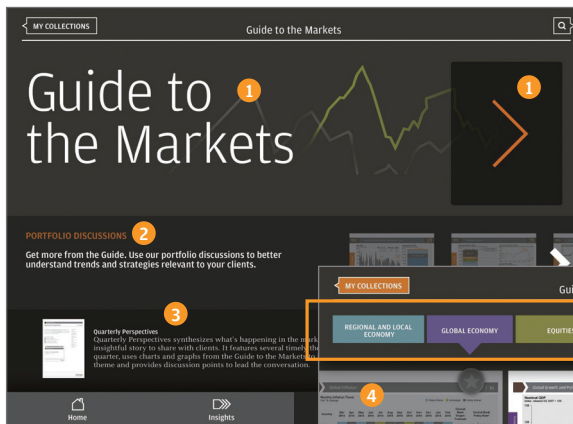 MY COLLECTIONS
Guide to the Markets
Guide to
the Markets
1
1
PORTFOLIO DISCUSSIONS
2
Get more from the Guide. Use our portfolio discussions to better
understand trends and strategies relevant to your clients.
3
Quarterly Perspectives
Quarterly Perspectives synthesizes what's happening in the mark
insightful story to share with clients. It features several timely the
quarter, uses charts and graphs from the Guide to the Markets to
theme and provides discussion points to lead the conversation.
Home
Insights
MY COLLECTIONS
Gui
REGIONAL AND LOCAL
ECONOMY
GLOBAL ECONOMY
EQUITIES
4